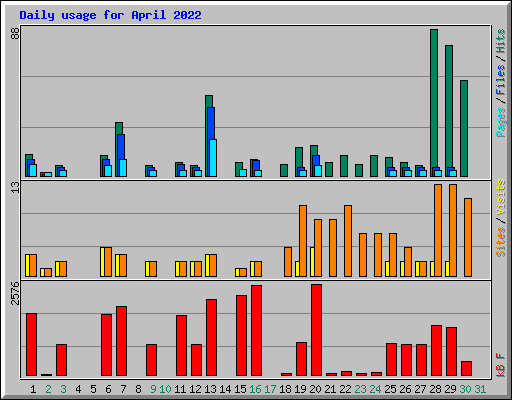 Daily usage for April 2022
88
Pages / Files / Hits
13
Sites / Visits
2576
kB F
1 2 3 4 5 6 7 8 9 10 11 12 13 14 15 16 17 18 19 20 21 22 23 24 25 26 27 28 29 30 31